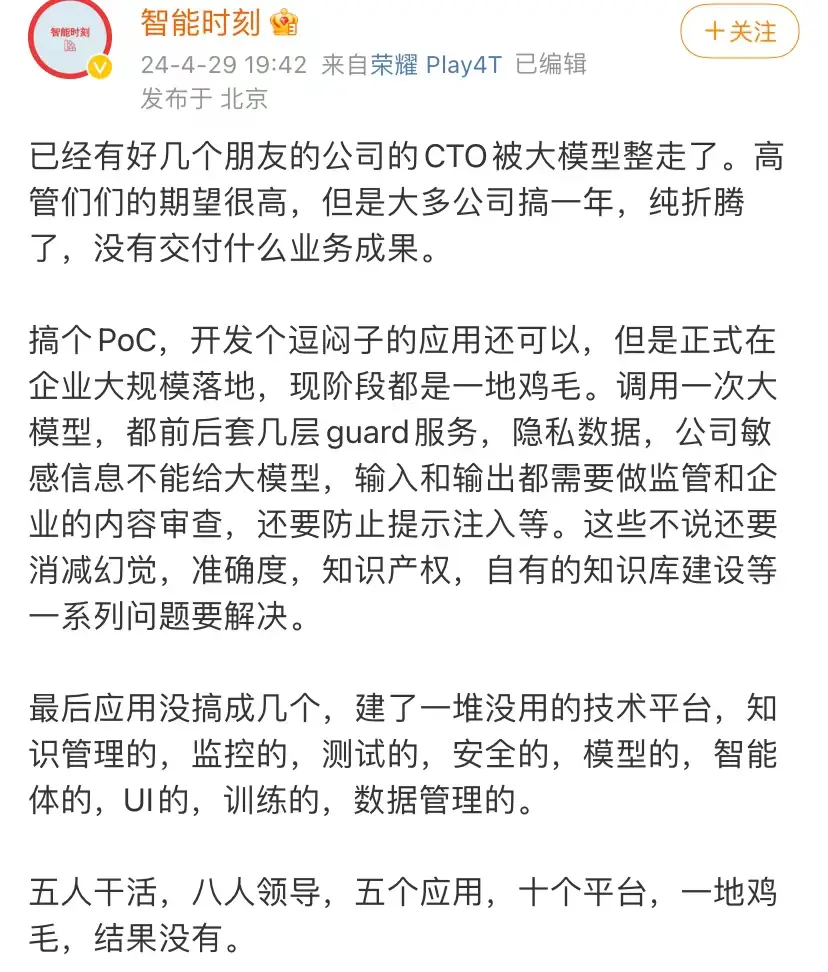 智能时刻
智能时刻
+关注
24-4-29 19:42 来自荣耀 Play4T 已编辑
发布于 北京
已经有好几个朋友的公司的CTO被大模型整走了。高
管们们的期望很高，但是大多公司搞一年，纯折腾
了，没有交付什么业务成果。
搞个PoC，开发个逗闷子的应用还可以，但是正式在
企业大规模落地，现阶段都是一地鸡毛。调用一次大
模型，都前后套几层guard服务，隐私数据，公司敏
感信息不能给大模型，输入和输出都需要做监管和企
业的内容审查，还要防止提示注入等。这些不说还要
消减幻觉，准确度，知识产权，自有的知识库建设等
一系列问题要解决。
最后应用没搞成几个，建了一堆没用的技术平台，知
识管理的，监控的，测试的，安全的，模型的，智能
体的，UI的，训练的，数据管理的。
五人干活，八人领导，五个应用，十个平台，一地鸡
毛，结果没有。